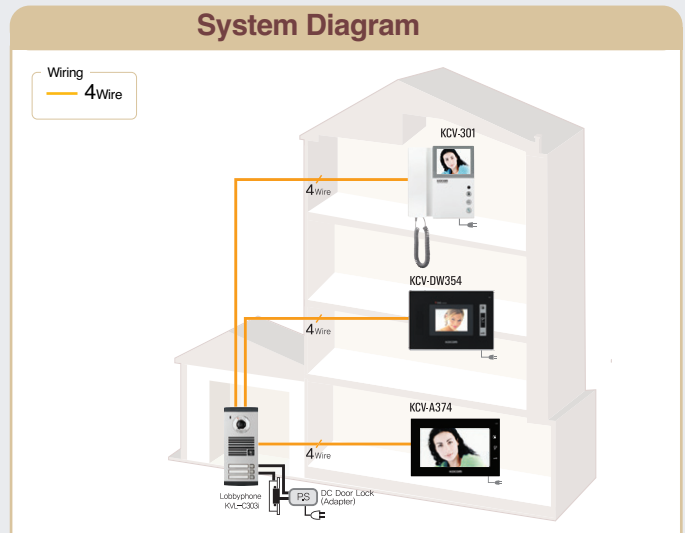 System Diagram
Wiring
4Wire
KCV-301
4Wire
KCV-DW354
4Wire
KCV-A374
4Wire
Lobbyphone
KVL-C303i
PS
DC Door Lock
(Adapter)